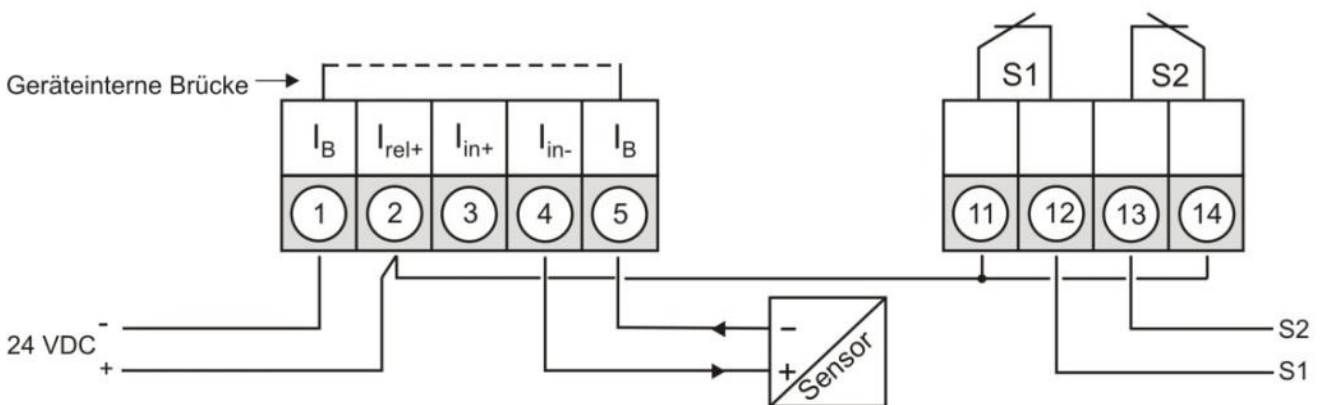 S1 S2
Geräteinterne Brücke
I_B I_rel+ I_in+ I_in- I_B
1 2 3 4 5 11 12 13 14
24 VDC - +
- + Sensor
S2
S1